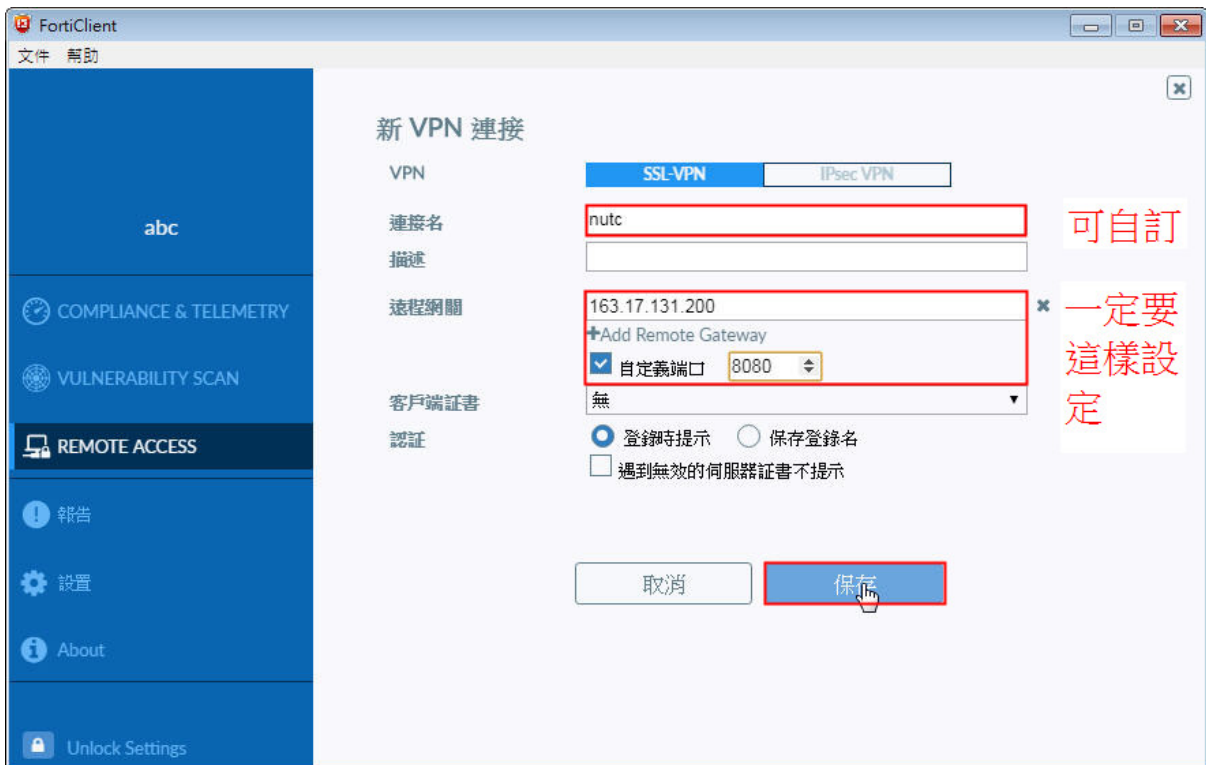 FortiClient
文件 幫助
abc
COMPLIANCE & TELEMETRY
VULNERABILITY SCAN
REMOTE ACCESS
報告
設置
About
Unlock Settings
新 VPN 連接
VPN SSL-VPN IPsec VPN
連接名 nutc 可自訂
描述
遠程網關 163.17.131.200
+Add Remote Gateway
自定義端口 8080
一定要
這樣設
定
客戶端証書 無
認証 登錄時提示 保存登錄名
遇到無效的伺服器証書不提示
取消 保存